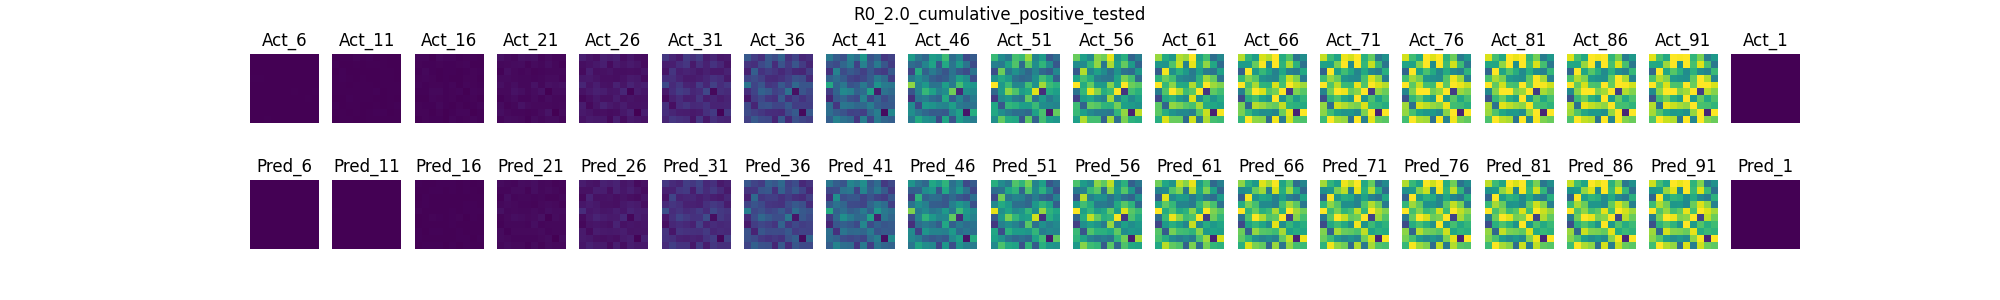 R0_2.0_cumulative_positive_tested
Act_6 Act_11 Act_16 Act_21 Act_26 Act_31 Act_36 Act_41 Act_46 Act_51 Act_56 Act_61 Act_66 Act_71 Act_76 Act_81 Act_86 Act_91 Act_1
Pred_6 Pred_11 Pred_16 Pred_21 Pred_26 Pred_31 Pred_36 Pred_41 Pred_46 Pred_51 Pred_56 Pred_61 Pred_66 Pred_71 Pred_76 Pred_81 Pred_86 Pred_91 Pred_1